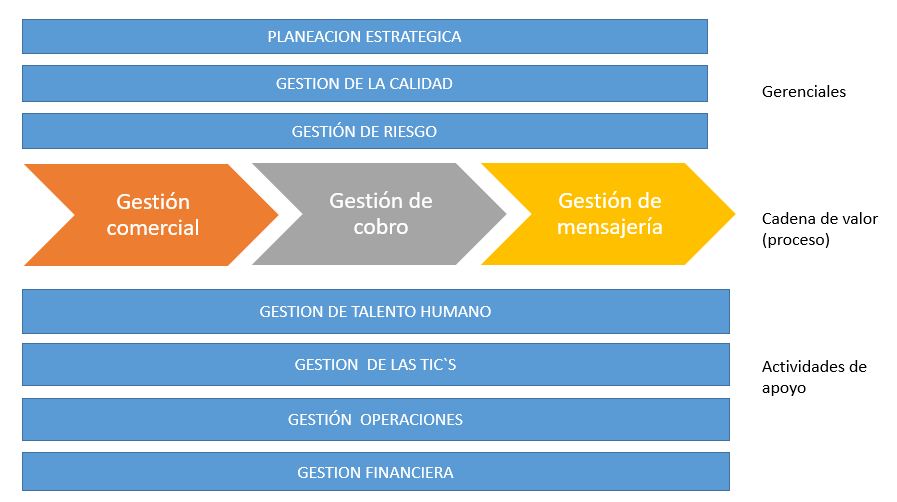 PLANEACION ESTRATEGICA
GESTION DE LA CALIDAD
Gerenciales
GESTIÓN DE RIESGO
Gestión
comercial
Gestión de
cobro
Gestión de
mensajería
Cadena de valor
(proceso)
GESTION DE TALENTO HUMANO
GESTION  DE LAS TIC`S
Actividades de
apoyo
GESTIÓN  OPERACIONES
GESTION FINANCIERA